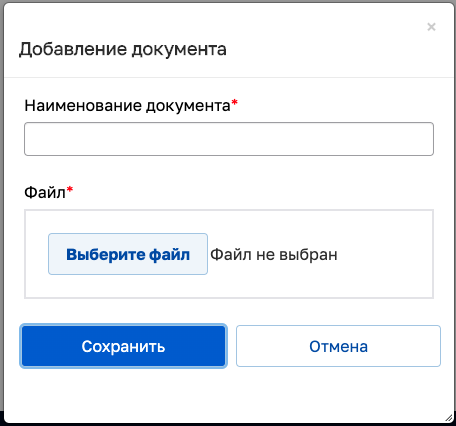 ×
Добавление документа
Наименование документа*
Файл*
Выберите файл Файл не выбран
Сохранить Отмена